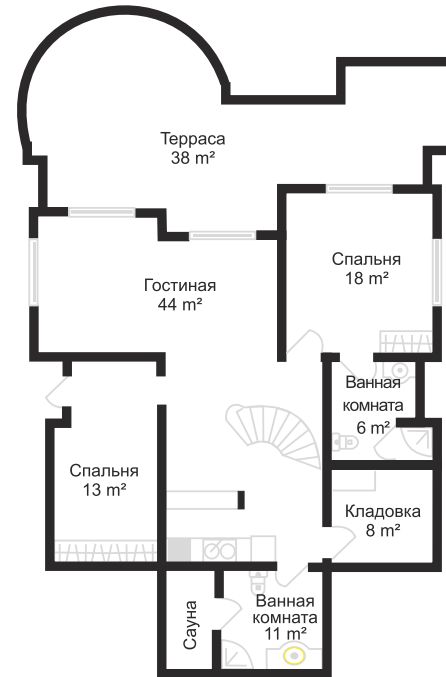 Терраса
38 m²
Гостиная
44 m²
Спальня
18 m²
Ванная
комната
6 m²
Спальня
13 m²
Кладовка
8 m²
Сауна
Ванная
комната
11 m²